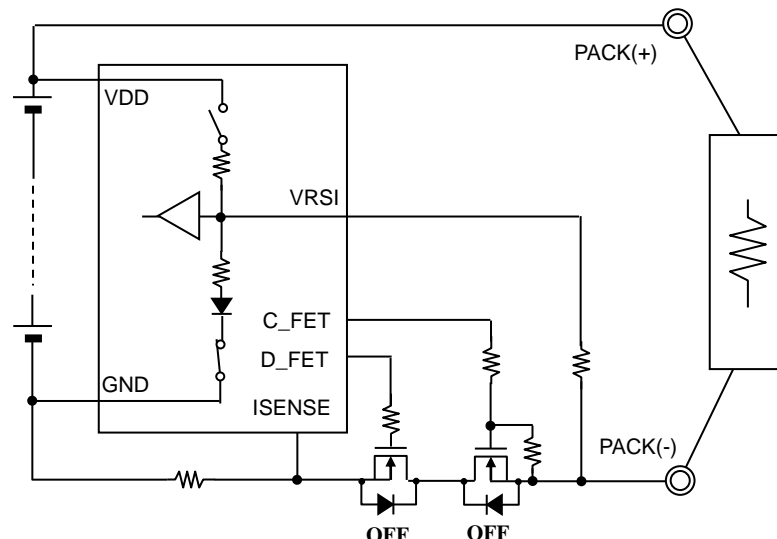 PACK(+)
VDD
VRSI
C_FET
D_FET
GND
ISENSE
PACK(-)
OFF
OFF